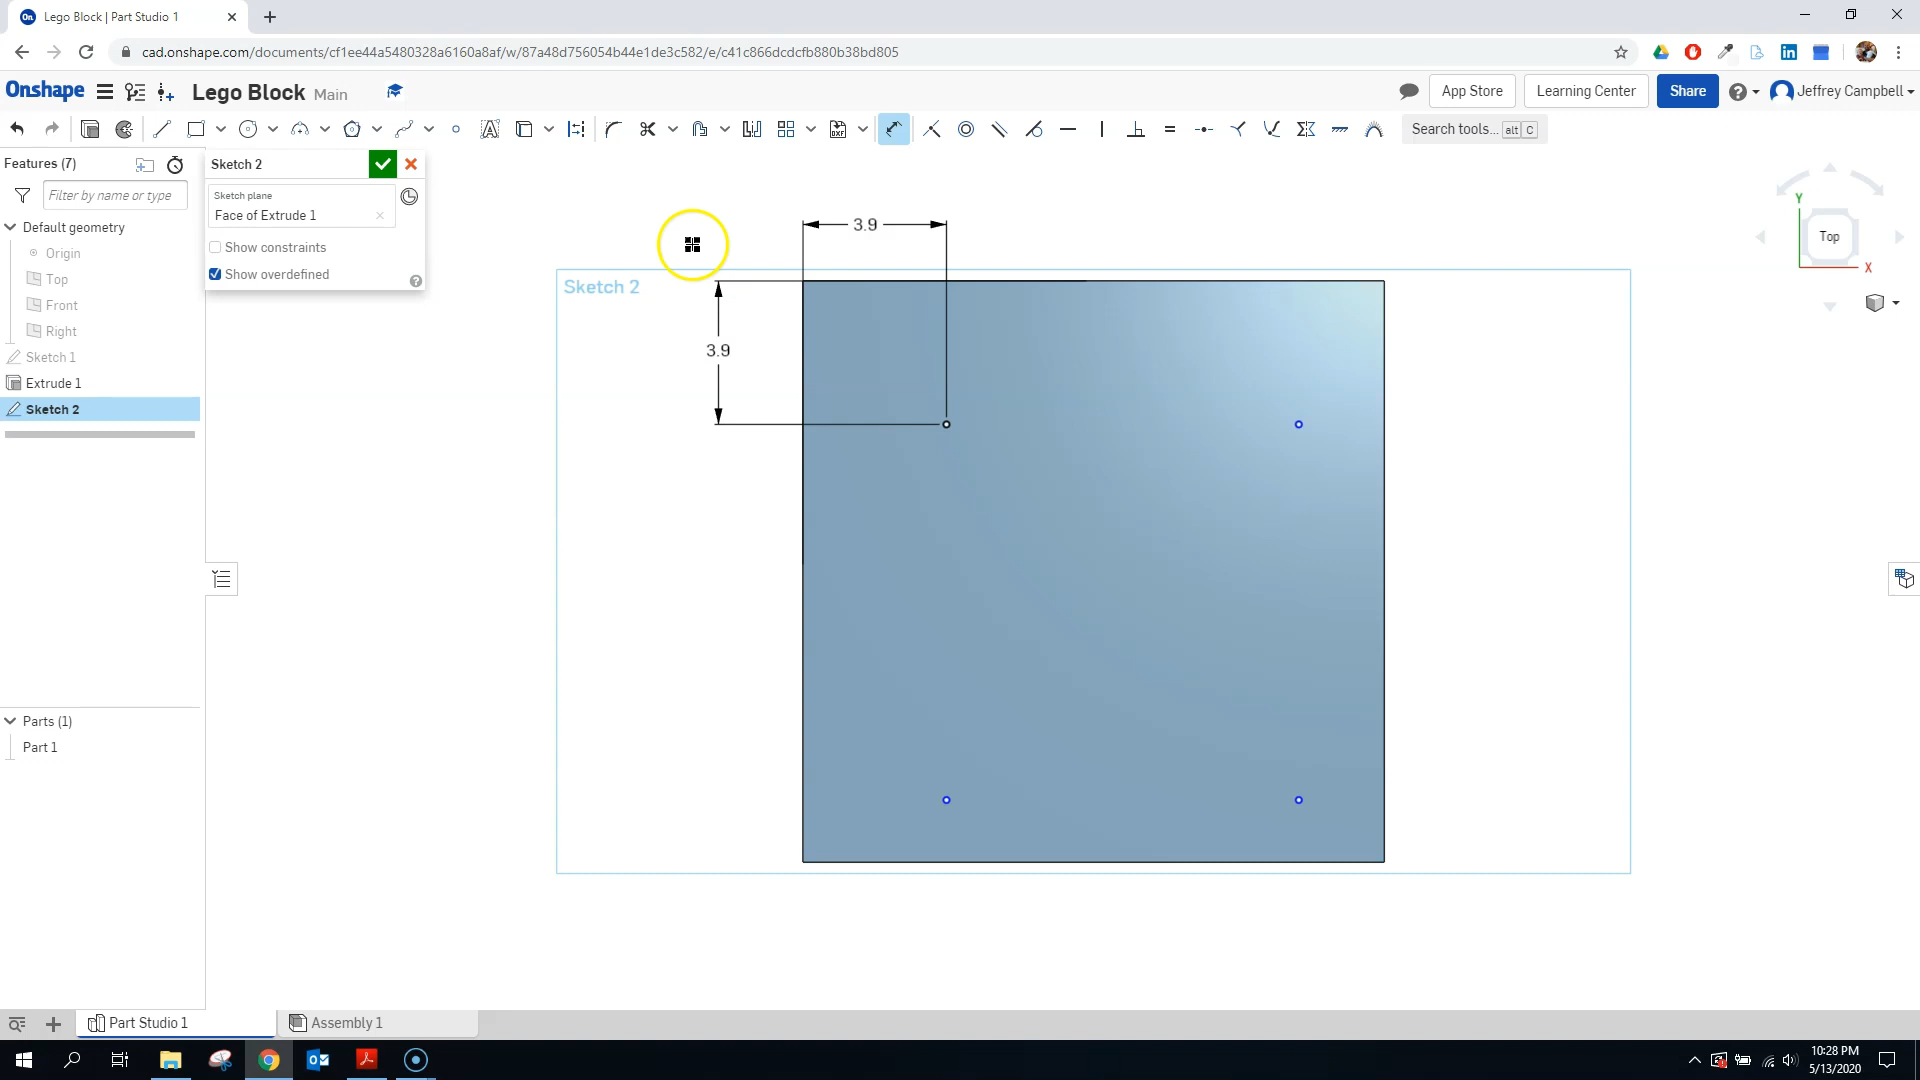 Lego Block | Part Studio 1
cad.onshape.com/documents/cf1ee44a5480328a6160a8af/w/87a48d756054b44e1de3c582/e/c41c866dcdcfb880b38bd805
Onshape
Lego Block Main
App Store
Learning Center
Share
Jeffrey Campbell
DXF
Search tools... alt C
Features (7)
Filter by name or type
Default geometry
Origin
Top
Front
Right
Sketch 1
Extrude 1
Sketch 2
Sketch 2
Sketch plane
Face of Extrude 1
Show constraints
Show overdefined
Sketch 2
3.9
3.9
Y
Top
X
Parts (1)
Part 1
Part Studio 1
Assembly 1
10:28 PM
5/13/2020